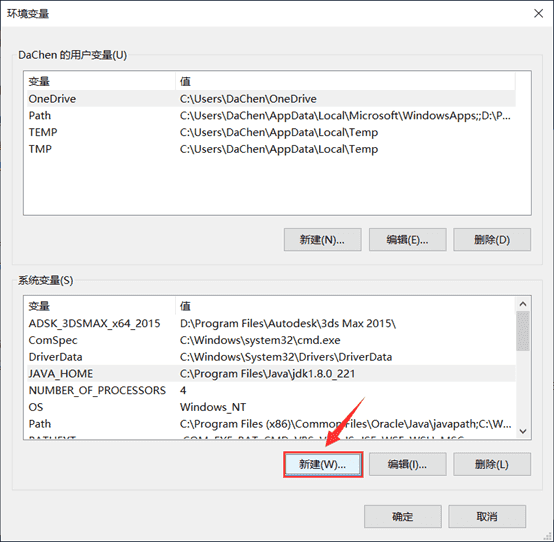 环境变量
DaChen 的用户变量(U)
变量 值
OneDrive C:\Users\DaChen\OneDrive
Path C:\Users\DaChen\AppData\Local\Microsoft\WindowsApps;;D:\P...
TEMP C:\Users\DaChen\AppData\Local\Temp
TMP C:\Users\DaChen\AppData\Local\Temp
新建(N)... 编辑(E)... 删除(D)
系统变量(S)
变量 值
ADSK_3DSMAX_x64_2015 D:\Program Files\Autodesk\3ds Max 2015\
ComSpec C:\Windows\system32\cmd.exe
DriverData C:\Windows\System32\Drivers\DriverData
JAVA_HOME C:\Program Files\Java\jdk1.8.0_221
NUMBER_OF_PROCESSORS 4
OS Windows_NT
Path C:\Program Files (x86)\Common Files\Oracle\Java\javapath;C:\W...
新建(W)... 编辑(I)... 删除(L)
确定 取消